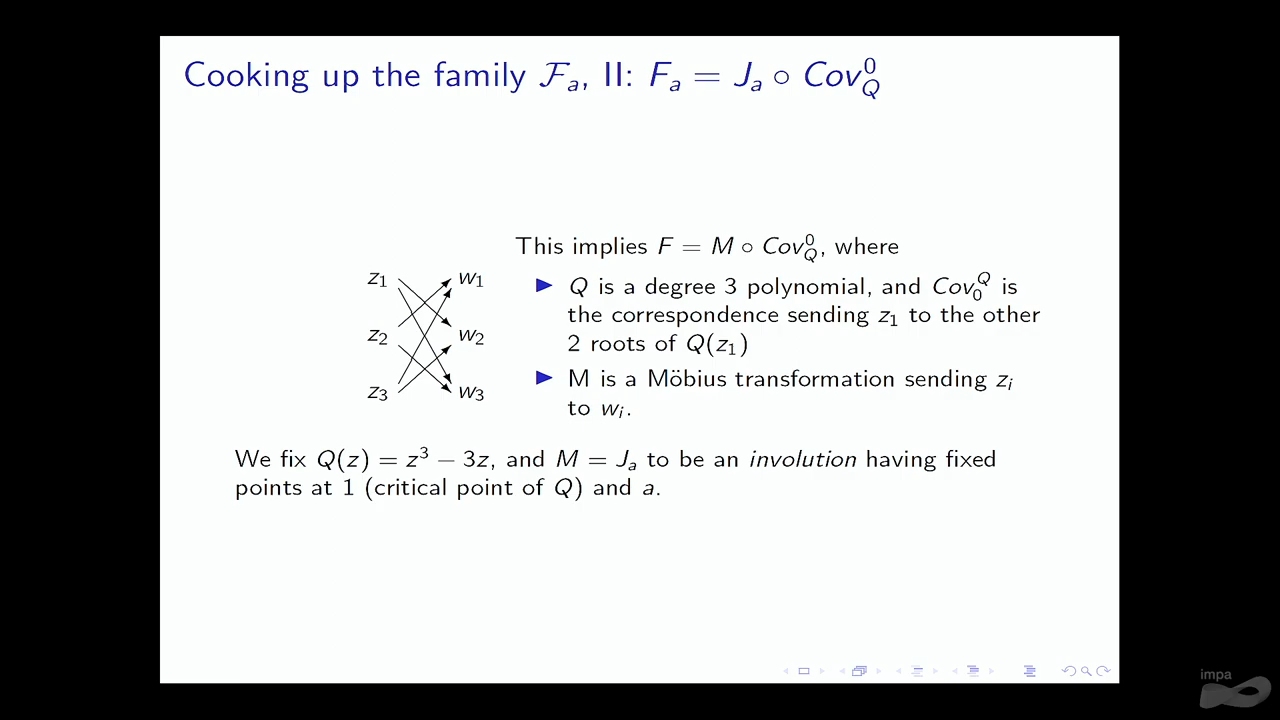 Cooking up the family ℱₐ, II: Fₐ = Jₐ ∘ Cov⁰_Q
This implies F = M ∘ Cov⁰_Q, where
z₁ w₁
z₂ w₂
z₃ w₃
▶ Q is a degree 3 polynomial, and Cov₀^Q is
the correspondence sending z₁ to the other
2 roots of Q(z₁)
▶ M is a Möbius transformation sending zᵢ
to wᵢ.
We fix Q(z) = z³ − 3z, and M = Jₐ to be an involution having fixed
points at 1 (critical point of Q) and a.
impa